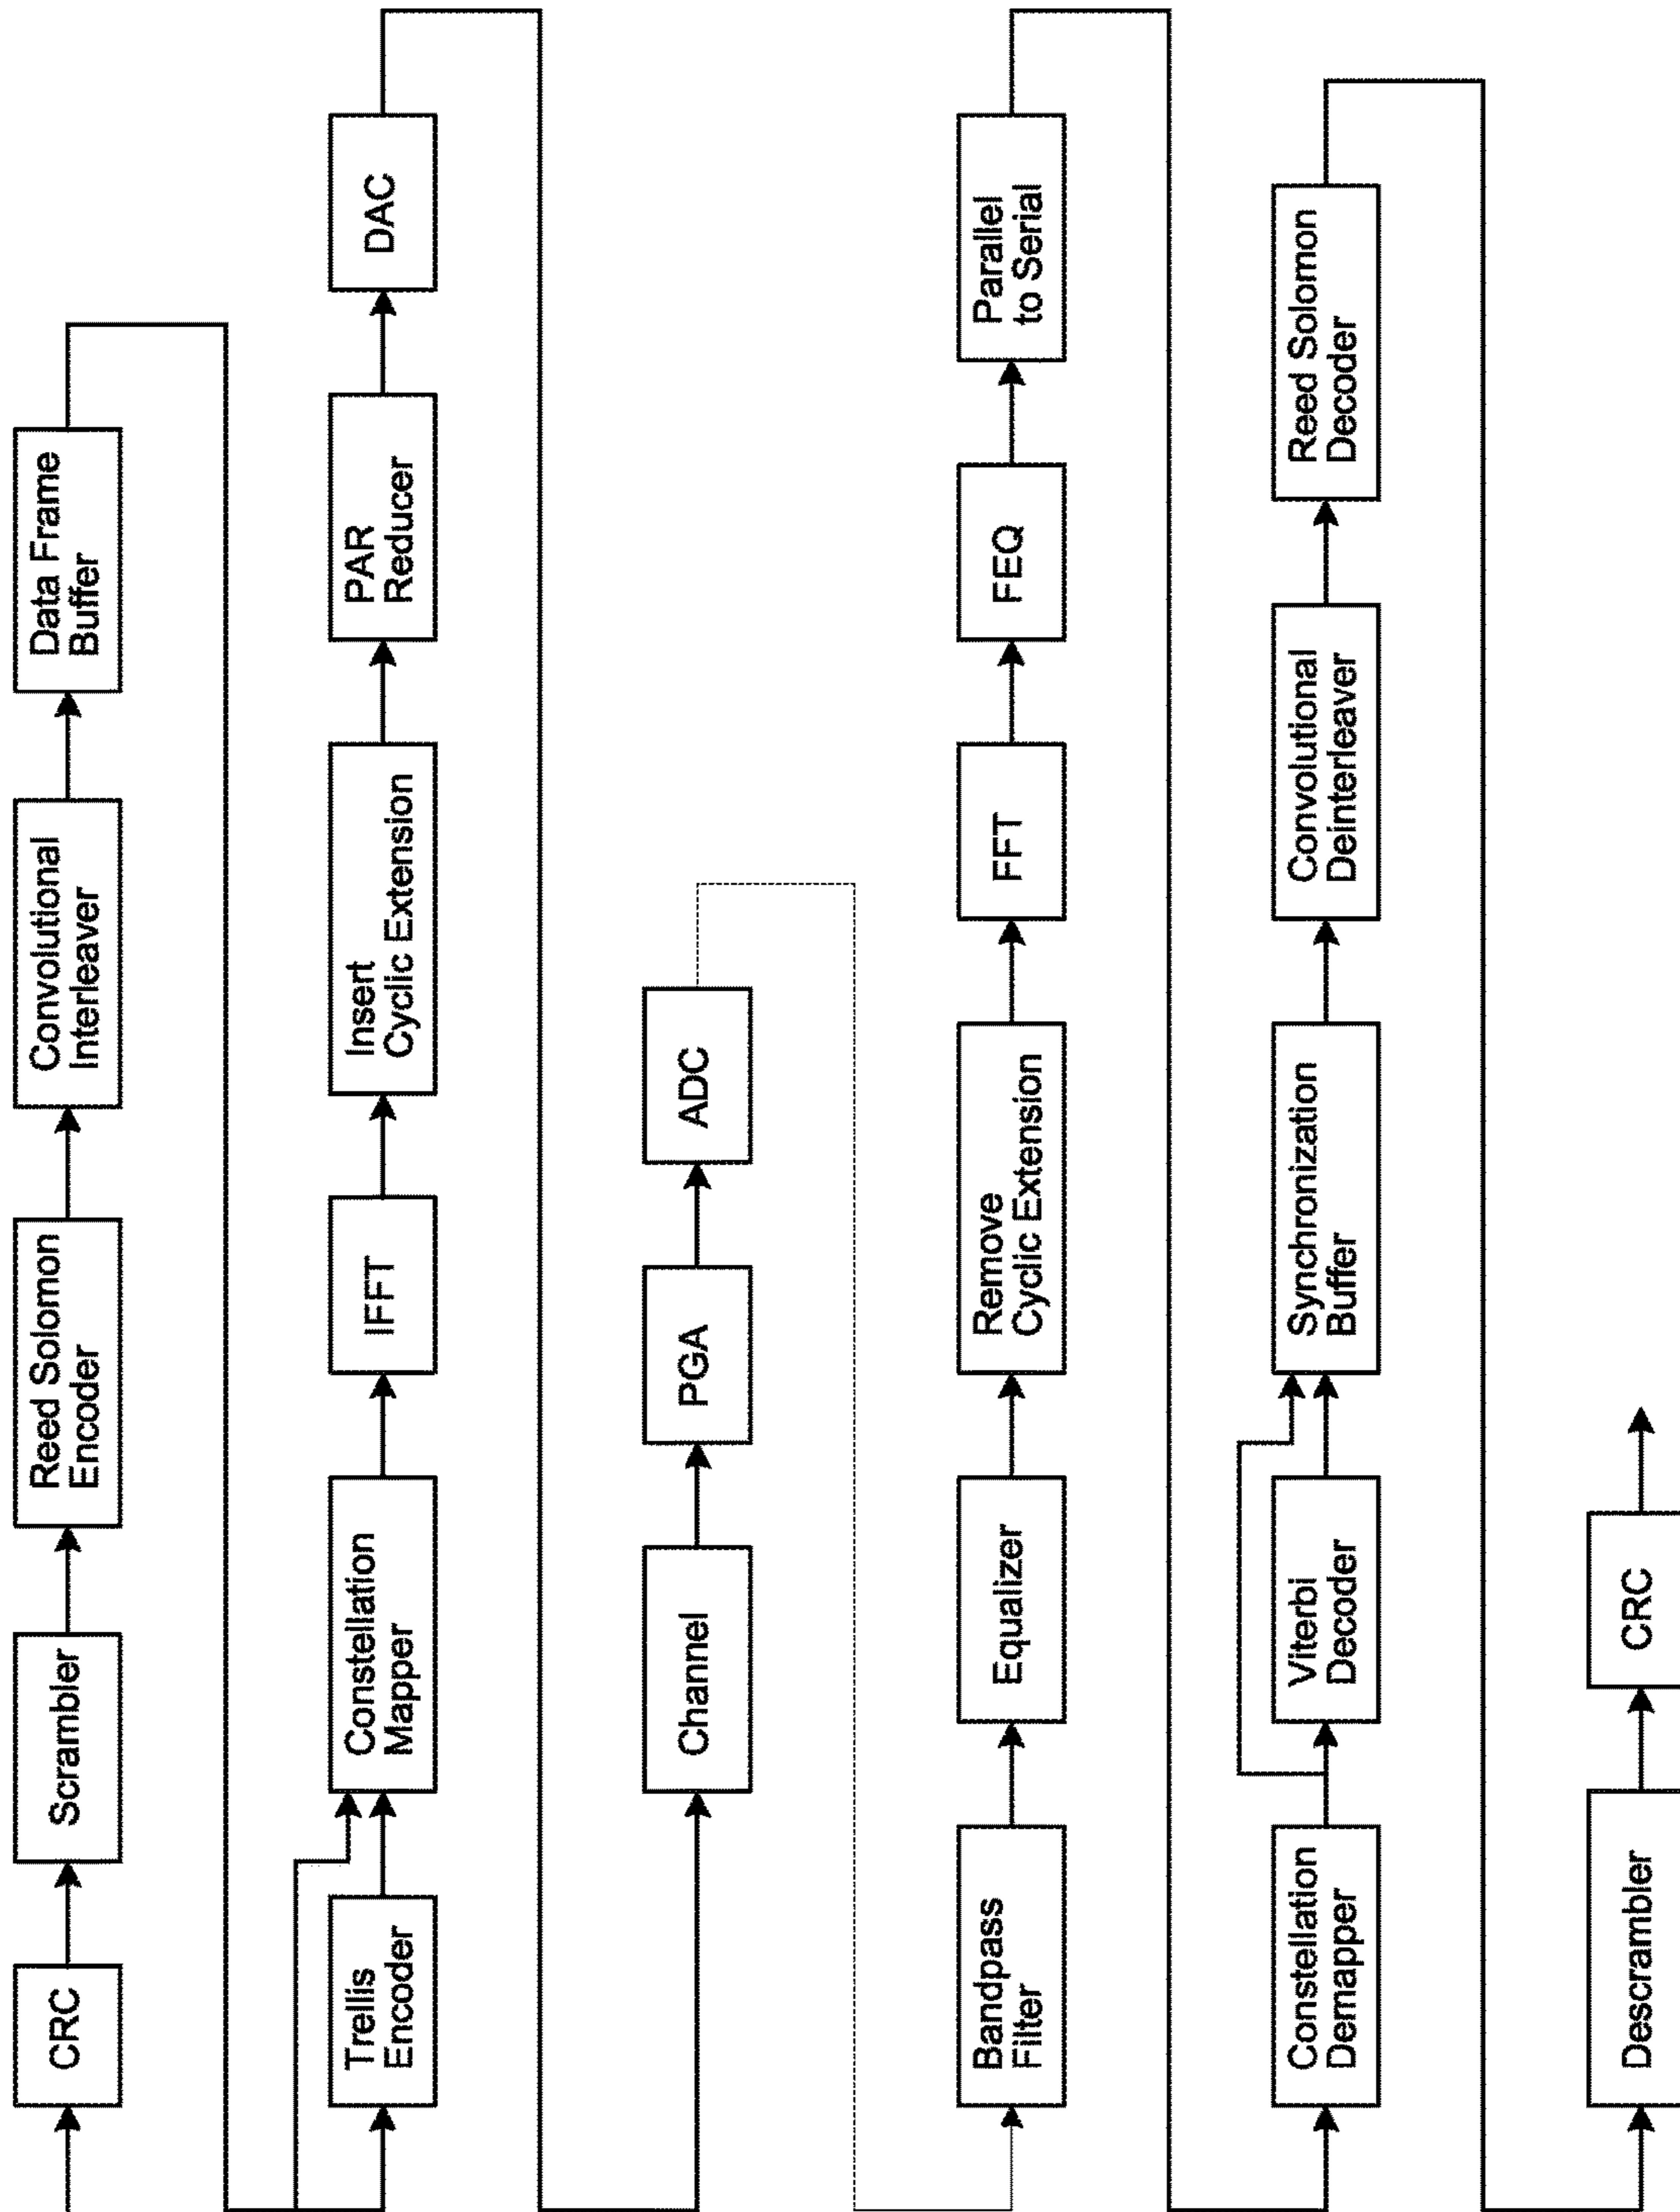 CRC
Scrambler
Reed Solomon
Encoder
Convolutional
Interleaver
Data Frame
Buffer
Trellis
Encoder
Constellation
Mapper
IFFT
Insert
Cyclic Extension
PAR
Reducer
DAC
Channel
PGA
ADC
Bandpass
Filter
Equalizer
Remove
Cyclic Extension
FFT
FEQ
Parallel
to Serial
Constellation
Demapper
Viterbi
Decoder
Synchronization
Buffer
Convolutional
Deinterleaver
Reed Solomon
Decoder
Descrambler
CRC